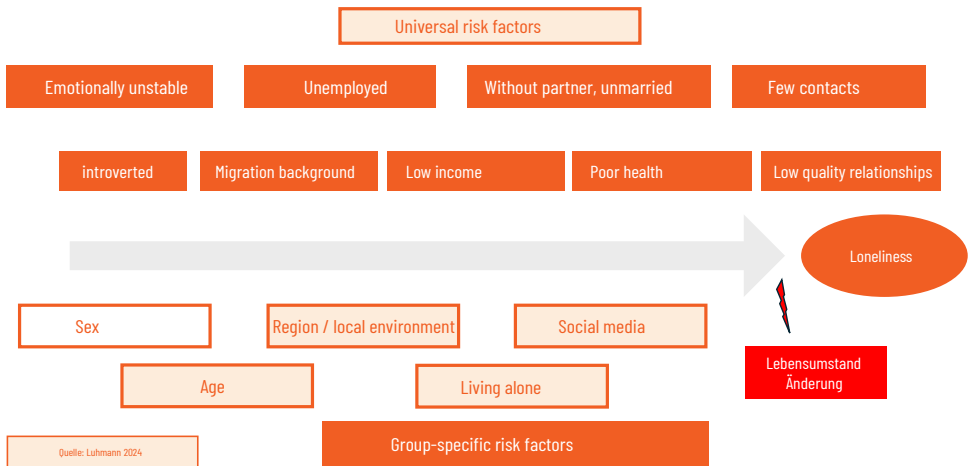 Universal risk factors
Emotionally unstable
Unemployed
Without partner, unmarried
Few contacts
introverted
Migration background
Low income
Poor health
Low quality relationships
Loneliness
Sex
Region / local environment
Social media
Lebensumstand
Änderung
Age
Living alone
Group-specific risk factors
Quelle: Luhmann 2024